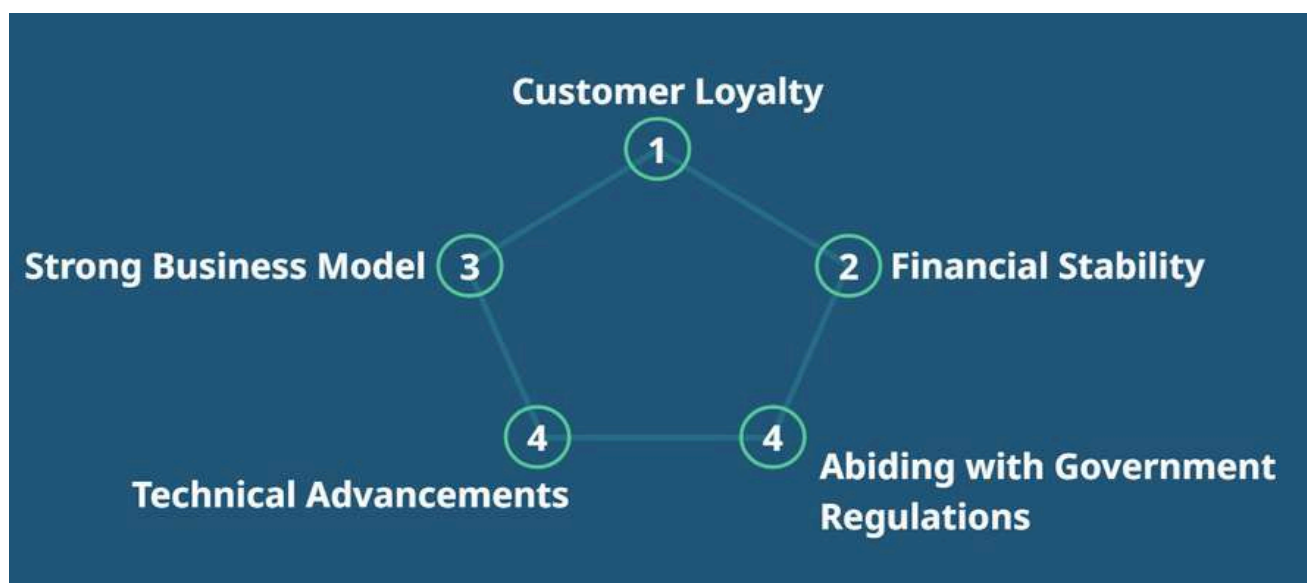 Customer Loyalty
1
Strong Business Model 3
2 Financial Stability
4
4
Technical Advancements
Abiding with Government
Regulations